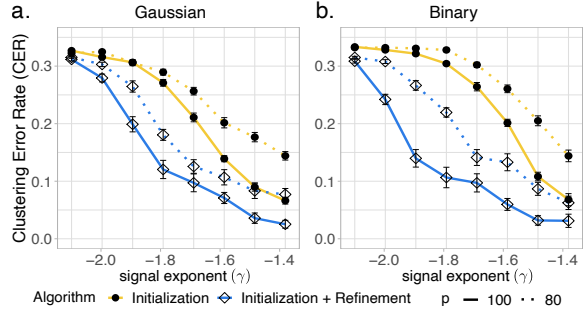 a. Gaussian b. Binary
Clustering Error Rate (CER)
0.3 0.3
0.2 0.2
0.1 0.1
0.0 0.0
−2.0 −1.8 −1.6 −1.4 −2.0 −1.8 −1.6 −1.4
signal exponent (γ) signal exponent (γ)
Algorithm Initialization Initialization + Refinement p 100 80